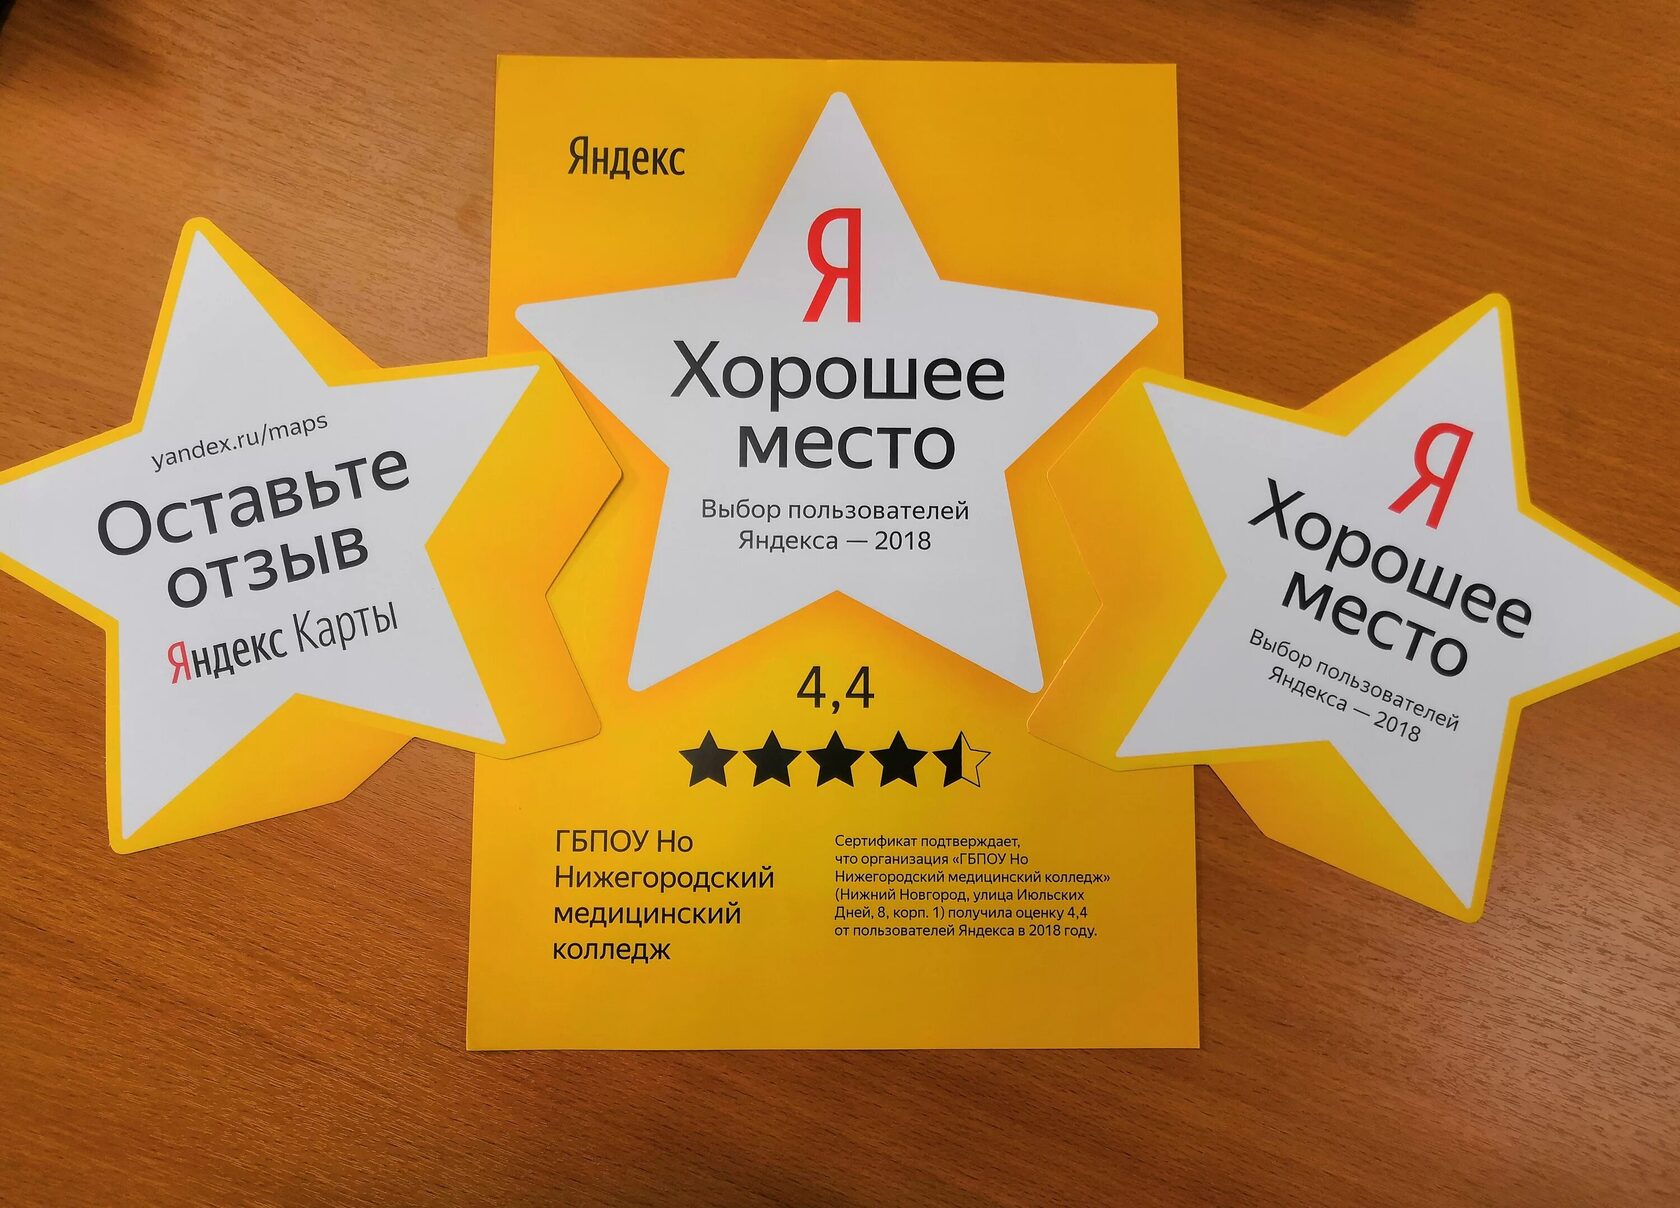 Яндекс
Я
Хорошее
место
Выбор пользователей
Яндекса — 2018
4,4
ГБПОУ Но
Нижегородский
медицинский
колледж
Сертификат подтверждает,
что организация «ГБПОУ Но
Нижегородский медицинский колледж»
(Нижний Новгород, улица Июльских
Дней, 8, корп. 1) получила оценку 4,4
от пользователей Яндекса в 2018 году.
yandex.ru/maps
Оставьте
отзыв
Яндекс Карты
Я
Хорошее
место
Выбор пользователей
Яндекса — 2018